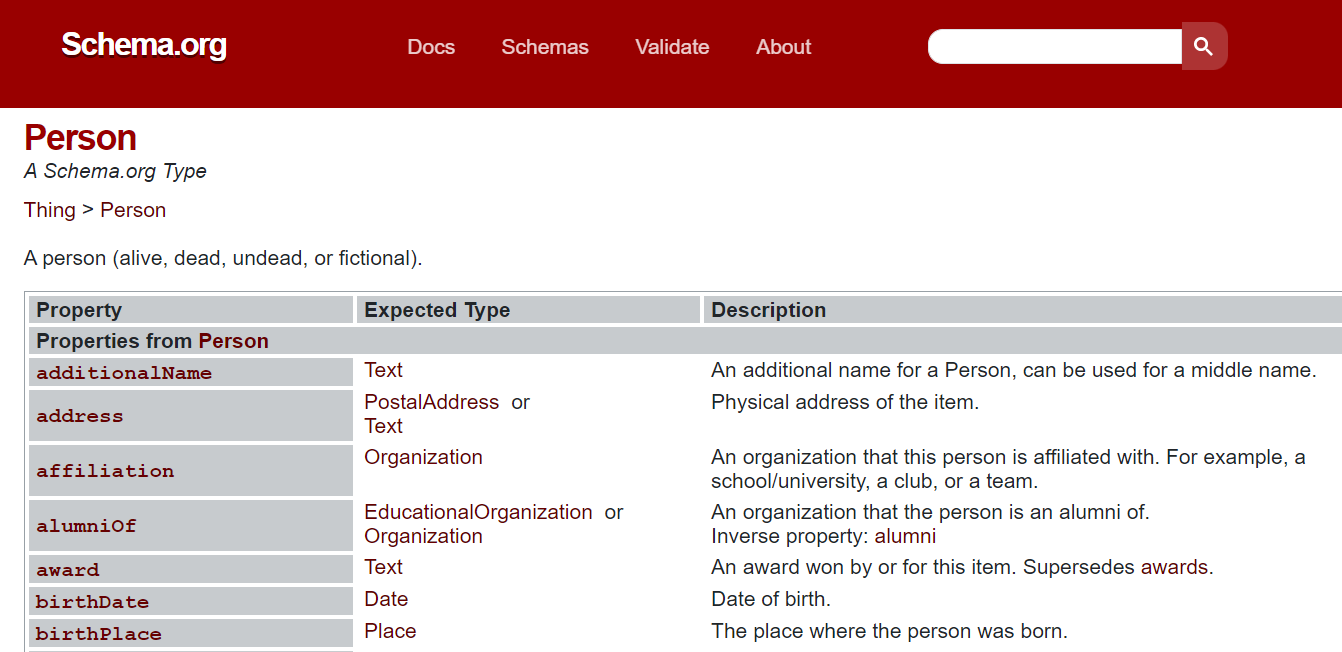 Schema.org Docs Schemas Validate About
Person
A Schema.org Type
Thing > Person
A person (alive, dead, undead, or fictional).
Property Expected Type Description
Properties from Person
additionalName Text An additional name for a Person, can be used for a middle name.
address PostalAddress or Physical address of the item.
Text
affiliation Organization An organization that this person is affiliated with. For example, a
school/university, a club, or a team.
alumniOf EducationalOrganization or An organization that the person is an alumni of.
Organization Inverse property: alumni
award Text An award won by or for this item. Supersedes awards.
birthDate Date Date of birth.
birthPlace Place The place where the person was born.